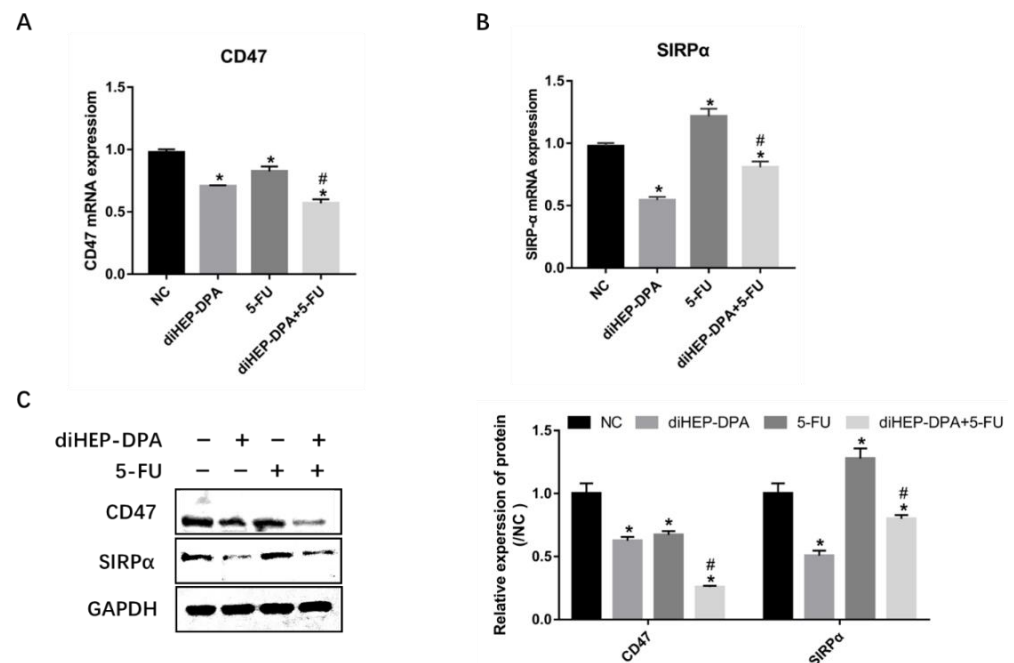 A
CD47
CD47 mRNA expressiom
1.5
1.0
0.5
0.0
*
*
#
*
NC
diHEP-DPA
5-FU
diHEP-DPA+5-FU
B
SIRPα
SIRP-α mRNA expressiom
1.5
1.0
0.5
0.0
*
*
#
*
NC
diHEP-DPA
5-FU
diHEP-DPA+5-FU
C
diHEP-DPA − + − +
5-FU − − + +
CD47
SIRPα
GAPDH
NC diHEP-DPA 5-FU diHEP-DPA+5-FU
Relative experssion of protein
(/NC )
1.5
1.0
0.5
0.0
*
*
#
*
*
*
#
*
CD47
SIRPα